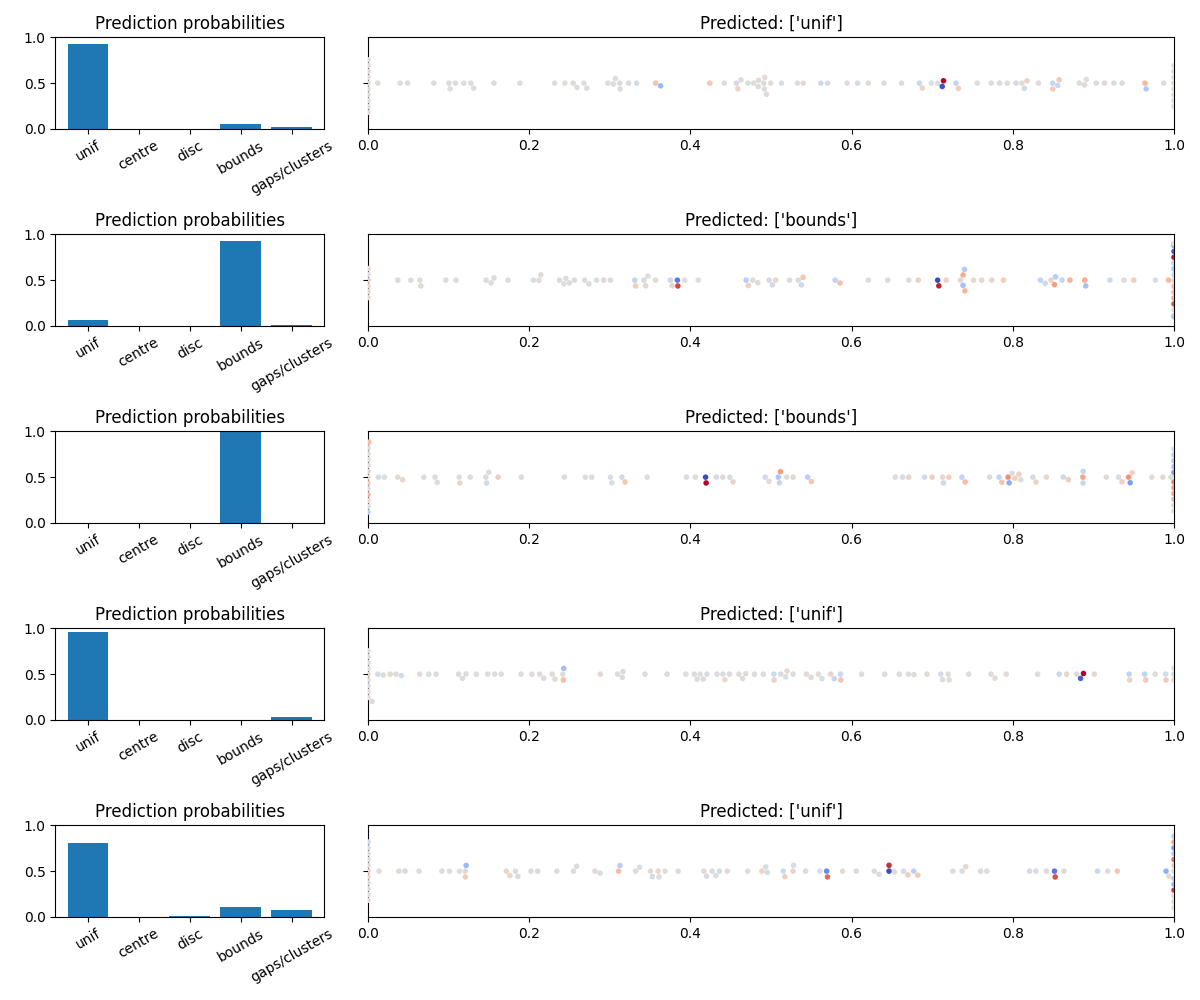 Prediction probabilities
Predicted: ['unif']
1.0
0.5
0.0
unif
centre
disc
bounds
gaps/clusters
0.0 0.2 0.4 0.6 0.8 1.0
Prediction probabilities
Predicted: ['bounds']
1.0
0.5
0.0
unif
centre
disc
bounds
gaps/clusters
0.0 0.2 0.4 0.6 0.8 1.0
Prediction probabilities
Predicted: ['bounds']
1.0
0.5
0.0
unif
centre
disc
bounds
gaps/clusters
0.0 0.2 0.4 0.6 0.8 1.0
Prediction probabilities
Predicted: ['unif']
1.0
0.5
0.0
unif
centre
disc
bounds
gaps/clusters
0.0 0.2 0.4 0.6 0.8 1.0
Prediction probabilities
Predicted: ['unif']
1.0
0.5
0.0
unif
centre
disc
bounds
gaps/clusters
0.0 0.2 0.4 0.6 0.8 1.0